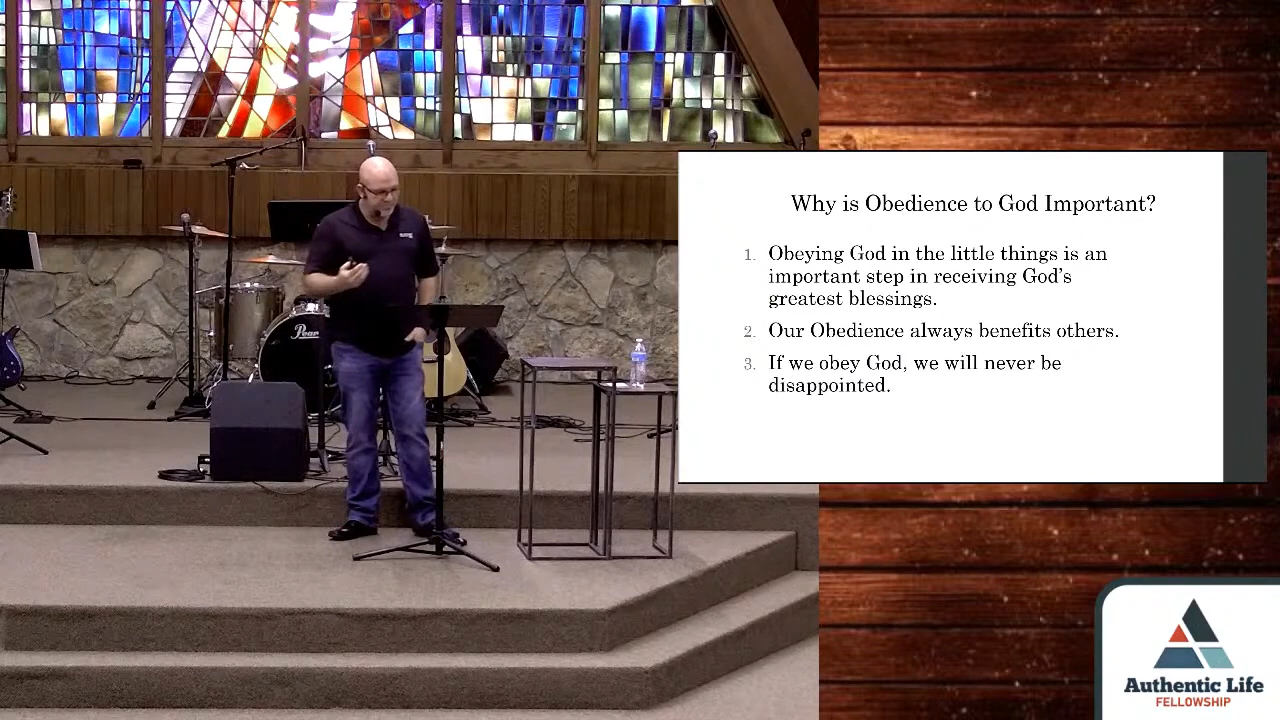 Pear
Why is Obedience to God Important?
1. Obeying God in the little things is an
important step in receiving God's
greatest blessings.
2. Our Obedience always benefits others.
3. If we obey God, we will never be
disappointed.
Authentic Life
FELLOWSHIP